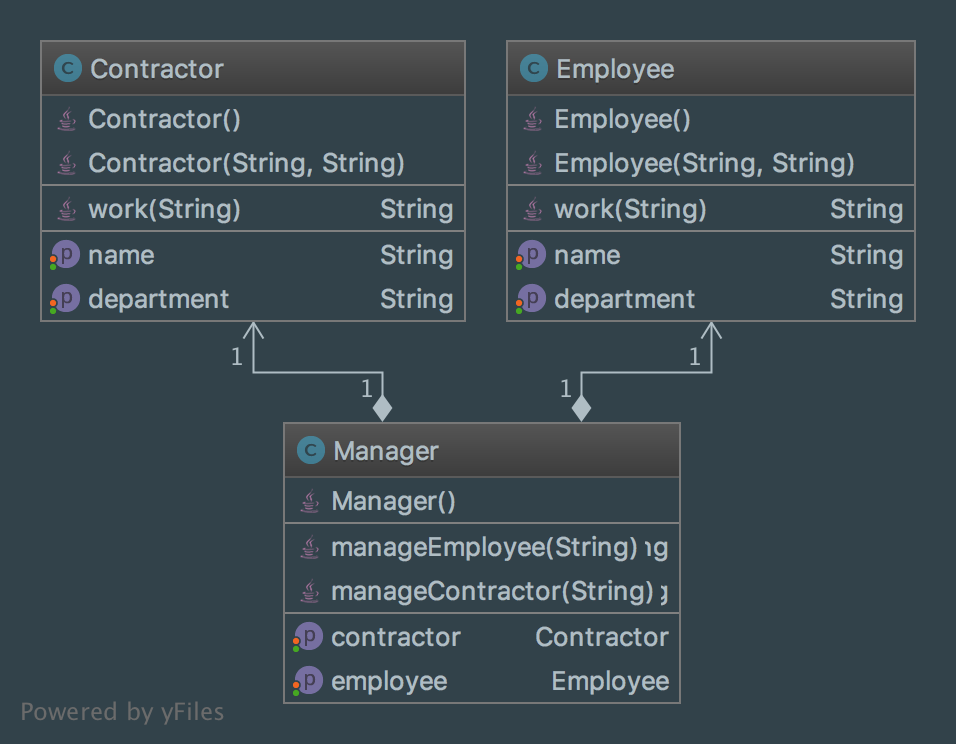 Contractor
Contractor()
Contractor(String, String)
work(String) String
name String
department String
Employee
Employee()
Employee(String, String)
work(String) String
name String
department String
1
1
1
1
Manager
Manager()
manageEmployee(String)
manageContractor(String)
contractor Contractor
employee Employee
Powered by yFiles